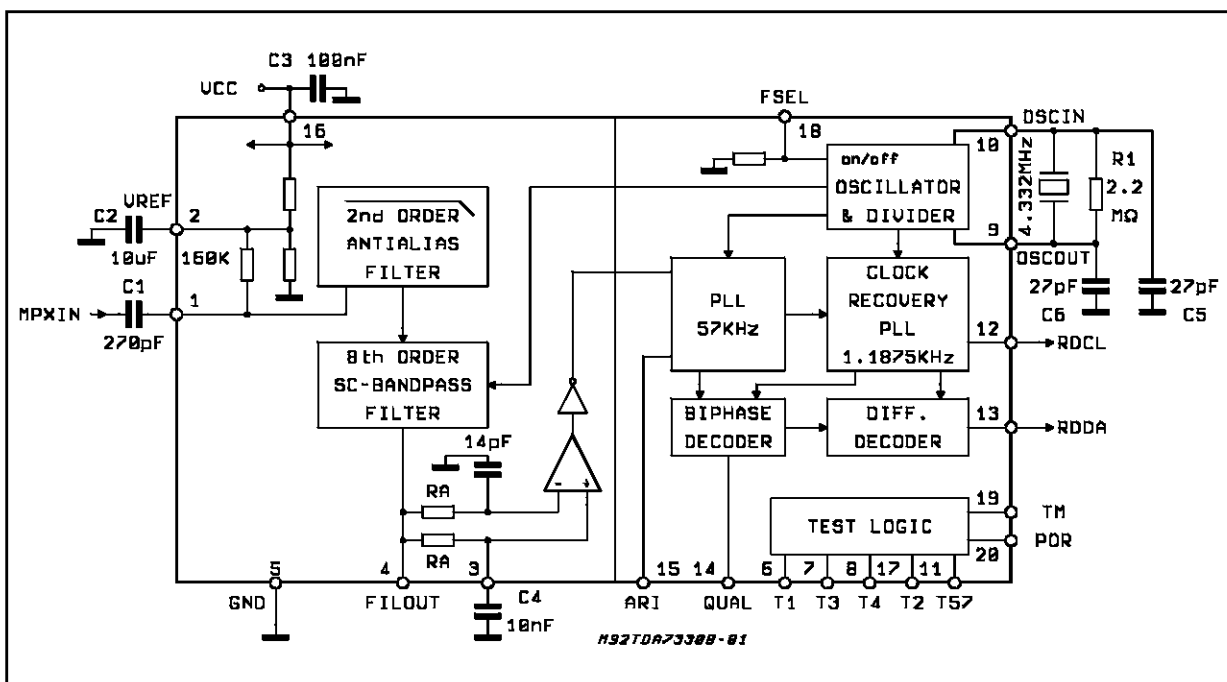 C3 100nF
VCC
FSEL
16
18
10
OSCIN
on/off
OSCILLATOR
& DIVIDER
4.332MHz
R1
2.2
MΩ
VREF
C2
10uF
2
160K
2nd ORDER
ANTIALIAS
FILTER
9
OSCOUT
27pF
C6
27pF
C5
C1
MPXIN
270pF
1
PLL
57KHz
CLOCK
RECOVERY
PLL
1.1875KHz
12
RDCL
8th ORDER
SC-BANDPASS
FILTER
BIPHASE
DECODER
DIFF.
DECODER
13
RDDA
14pF
- +
RA
RA
TEST LOGIC
19
TM
20
POR
5
4
3
15
14
6
7
8
17
11
GND
FILOUT
C4
10nF
ARI
QUAL
T1
T3
T4
T2
T57
M92TDA7330B-01